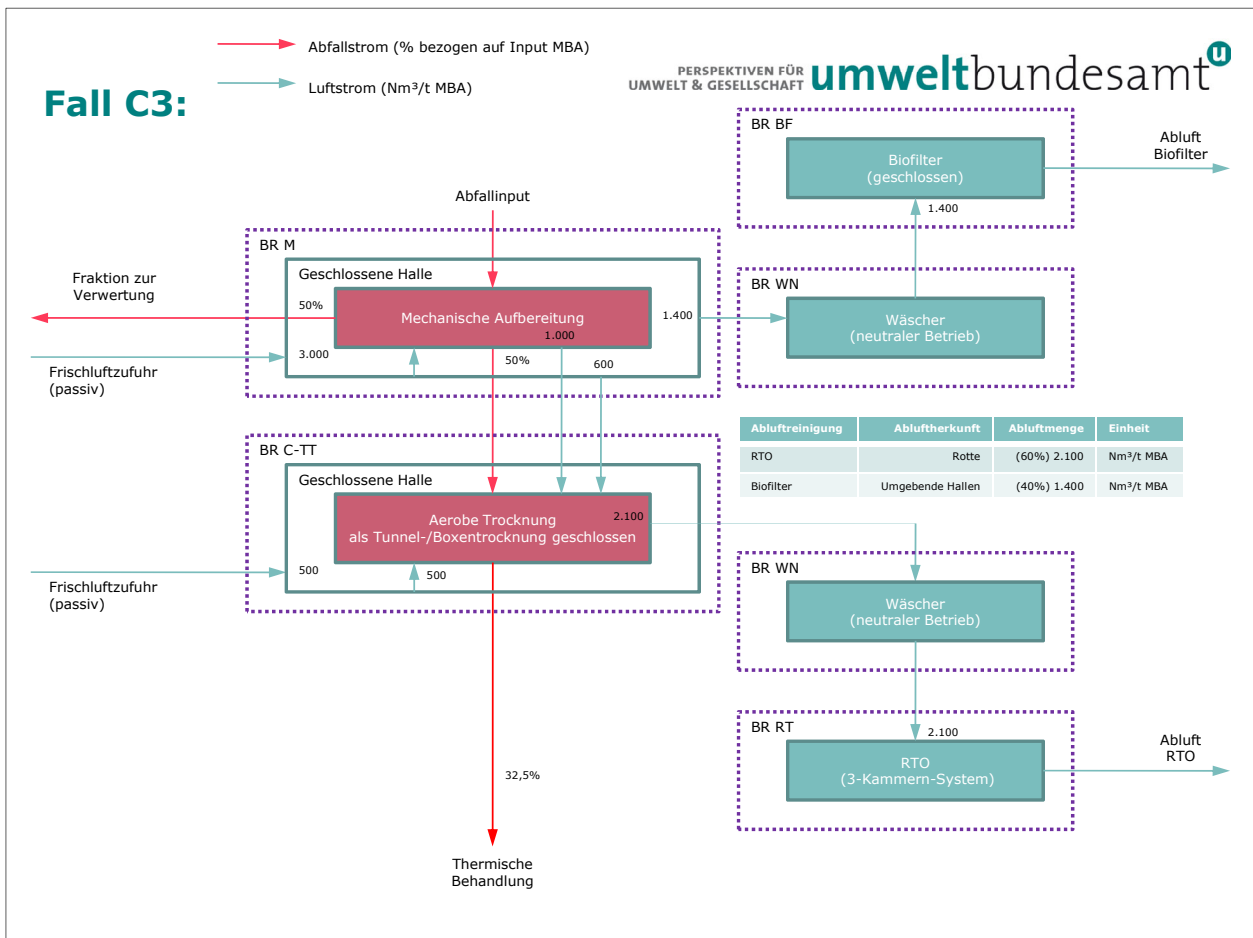 Abfallstrom (% bezogen auf Input MBA)
Luftstrom (Nm³/t MBA)
Fall C3:
PERSPEKTIVEN FÜR
UMWELT & GESELLSCHAFT
umweltbundesamt
u
BR BF
Biofilter
(geschlossen)
Abluft
Biofilter
1.400
Abfallinput
BR M
Geschlossene Halle
Fraktion zur
Verwertung
50%
Mechanische Aufbereitung
1.000
1.400
BR WN
Wäscher
(neutraler Betrieb)
3.000
50%
600
Frischluftzufuhr
(passiv)
Abluftreinigung Abluftherkunft Abluftmenge Einheit
RTO Rotte (60%) 2.100 Nm³/t MBA
Biofilter Umgebende Hallen (40%) 1.400 Nm³/t MBA
BR C-TT
Geschlossene Halle
Aerobe Trocknung
als Tunnel-/Boxentrocknung geschlossen
2.100
500
500
Frischluftzufuhr
(passiv)
BR WN
Wäscher
(neutraler Betrieb)
BR RT
2.100
RTO
(3-Kammern-System)
Abluft
RTO
32,5%
Thermische
Behandlung